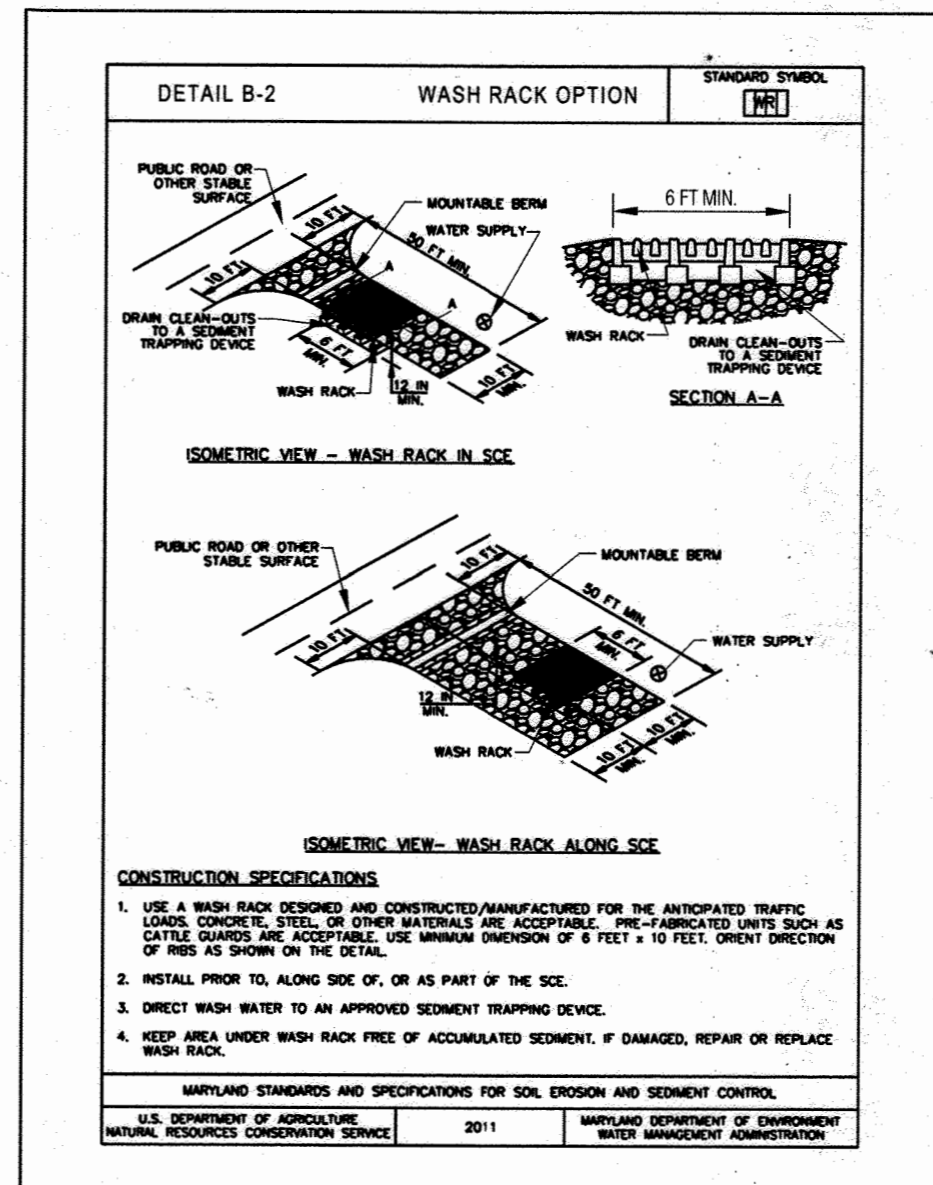 DETAIL B-2 WASH RACK OPTION
STANDARD SYMBOL
WR
PUBLIC ROAD OR
OTHER STABLE
SURFACE
10 FT
10 FT
MOUNTABLE BERM
WATER SUPPLY
50 FT MIN.
A
A
DRAIN CLEAN-OUTS
TO A SEDIMENT
TRAPPING DEVICE
6 FT
MIN.
WASH RACK
12 IN
MIN.
10 FT
MIN.
ISOMETRIC VIEW - WASH RACK IN SCE
6 FT MIN.
WASH RACK
DRAIN CLEAN-OUTS
TO A SEDIMENT
TRAPPING DEVICE
SECTION A-A
PUBLIC ROAD OR OTHER
STABLE SURFACE
10 FT
10 FT
MOUNTABLE BERM
50 FT MIN.
6 FT
MIN.
WATER SUPPLY
12 IN
MIN.
WASH RACK
10 FT
MIN.
10 FT
MIN.
ISOMETRIC VIEW- WASH RACK ALONG SCE
CONSTRUCTION SPECIFICATIONS
1. USE A WASH RACK DESIGNED AND CONSTRUCTED/MANUFACTURED FOR THE ANTICIPATED TRAFFIC
LOADS. CONCRETE, STEEL, OR OTHER MATERIALS ARE ACCEPTABLE. PRE-FABRICATED UNITS SUCH AS
CATTLE GUARDS ARE ACCEPTABLE. USE MINIMUM DIMENSION OF 6 FEET x 10 FEET. ORIENT DIRECTION
OF RIBS AS SHOWN ON THE DETAIL.
2. INSTALL PRIOR TO, ALONG SIDE OF, OR AS PART OF THE SCE.
3. DIRECT WASH WATER TO AN APPROVED SEDIMENT TRAPPING DEVICE.
4. KEEP AREA UNDER WASH RACK FREE OF ACCUMULATED SEDIMENT. IF DAMAGED, REPAIR OR REPLACE
WASH RACK.
MARYLAND STANDARDS AND SPECIFICATIONS FOR SOIL EROSION AND SEDIMENT CONTROL
U.S. DEPARTMENT OF AGRICULTURE
NATURAL RESOURCES CONSERVATION SERVICE
2011
MARYLAND DEPARTMENT OF ENVIRONMENT
WATER MANAGEMENT ADMINISTRATION